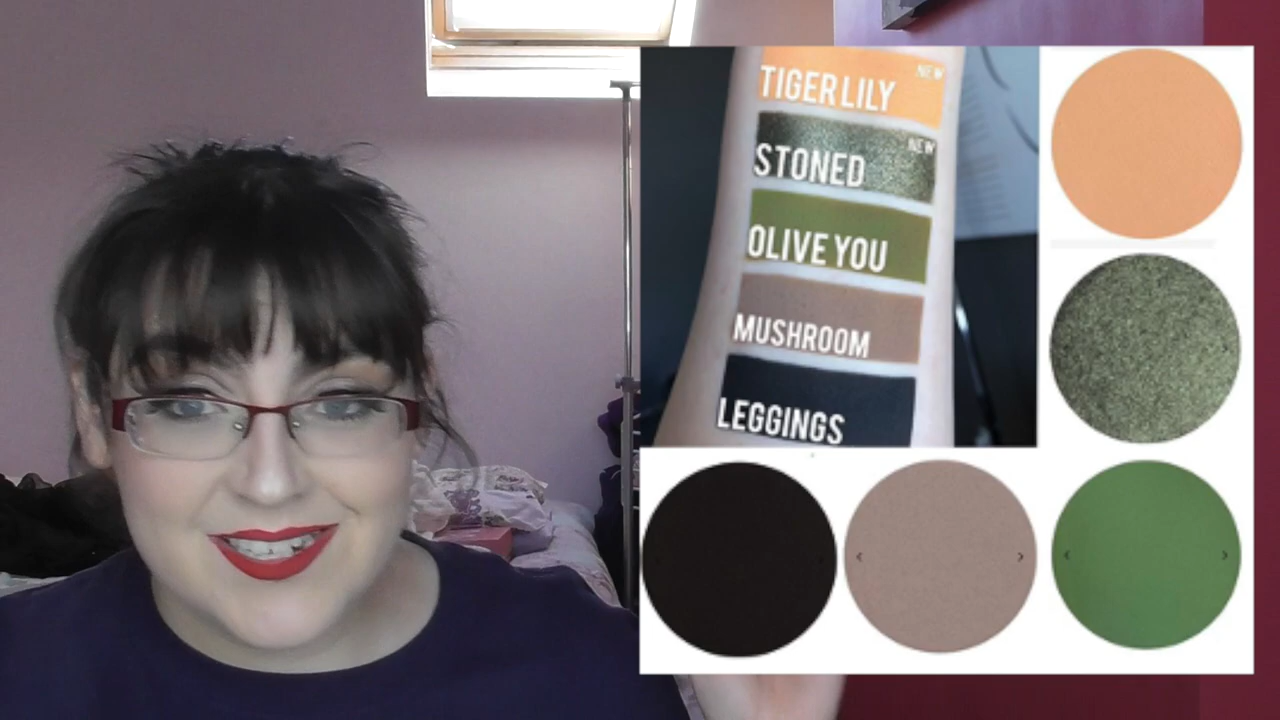 NEW
TIGER LILY
NEW
STONED
OLIVE YOU
MUSHROOM
LEGGINGS